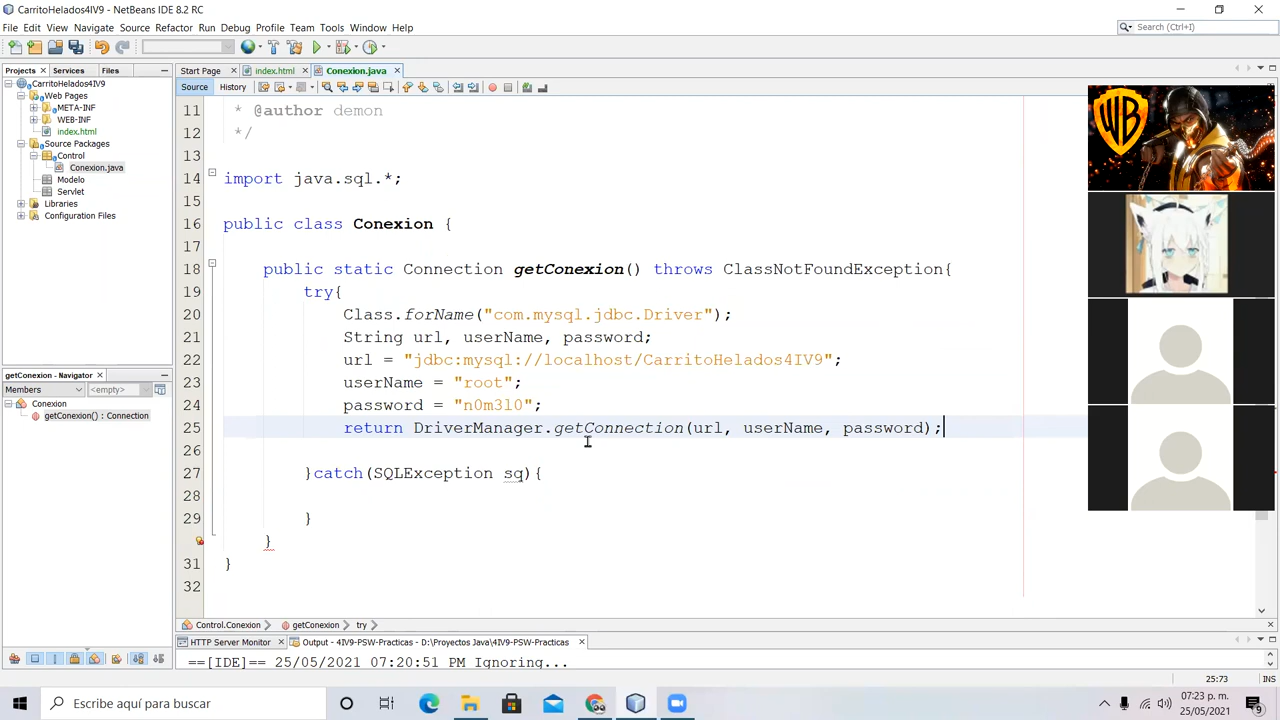 CarritoHelados4IV9 - NetBeans IDE 8.2 RC
File Edit View Navigate Source Refactor Run Debug Profile Team Tools Window Help
Search (Ctrl+I)
Projects Services Files
Start Page index.html Conexion.java
CarritoHelados4IV9
Web Pages
META-INF
WEB-INF
index.html
Source Packages
Control
Conexion.java
Modelo
Servlet
Libraries
Configuration Files
Source History
11 * @author demon
12 */
13
14 import java.sql.*;
15
16 public class Conexion {
17
18 public static Connection getConexion() throws ClassNotFoundException{
19 try{
20 Class.forName("com.mysql.jdbc.Driver");
21 String url, userName, password;
22 url = "jdbc:mysql://localhost/CarritoHelados4IV9";
23 userName = "root";
24 password = "n0m3l0";
25 return DriverManager.getConnection(url, userName, password);
26
27 }catch(SQLException sq){
28
29 }
}
31 }
32
WB
getConexion - Navigator
Members <empty>
Conexion
getConexion() : Connection
Control.Conexion getConexion try
HTTP Server Monitor Output - 4IV9-PSW-Practicas - D:\Proyectos Java\4IV9-PSW-Practicas
==[IDE]== 25/05/2021 07:20:51 PM Ignoring...
25:73 INS
Escribe aquí para buscar
07:23 p. m.
25/05/2021
9